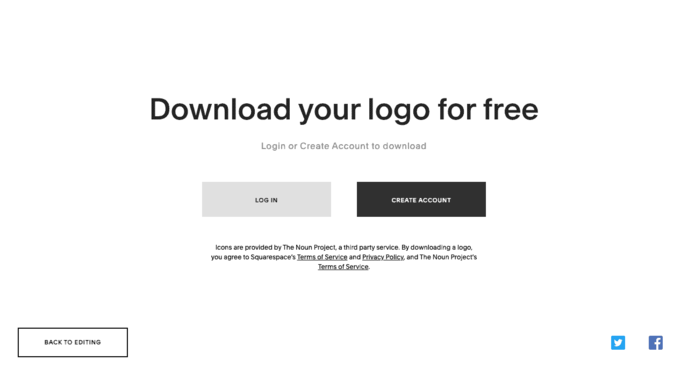 Download your logo for free
Login or Create Account to download
LOG IN
CREATE ACCOUNT
Icons are provided by The Noun Project, a third party service. By downloading a logo,
you agree to Squarespace's Terms of Service and Privacy Policy, and The Noun Project's
Terms of Service.
BACK TO EDITING